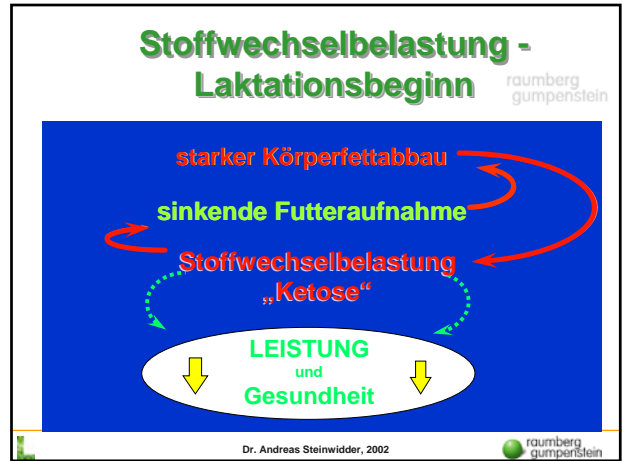 Stoffwechselbelastung -
Laktationsbeginn
raumberg
gumpenstein
starker Körperfettabbau
sinkende Futteraufnahme
Stoffwechselbelastung
„Ketose“
LEISTUNG
und
Gesundheit
Dr. Andreas Steinwidder, 2002
raumberg
gumpenstein